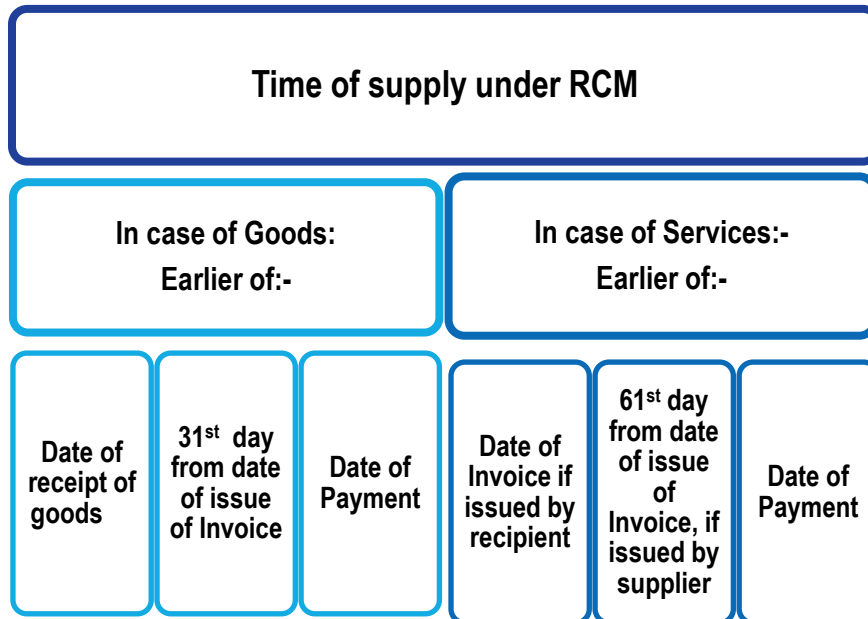 Time of supply under RCM
In case of Goods:
Earlier of:-
In case of Services:-
Earlier of:-
Date of
receipt of
goods
31st day
from date
of issue
of Invoice
Date of
Payment
Date of
Invoice if
issued by
recipient
61st day
from date
of issue
of
Invoice, if
issued by
supplier
Date of
Payment